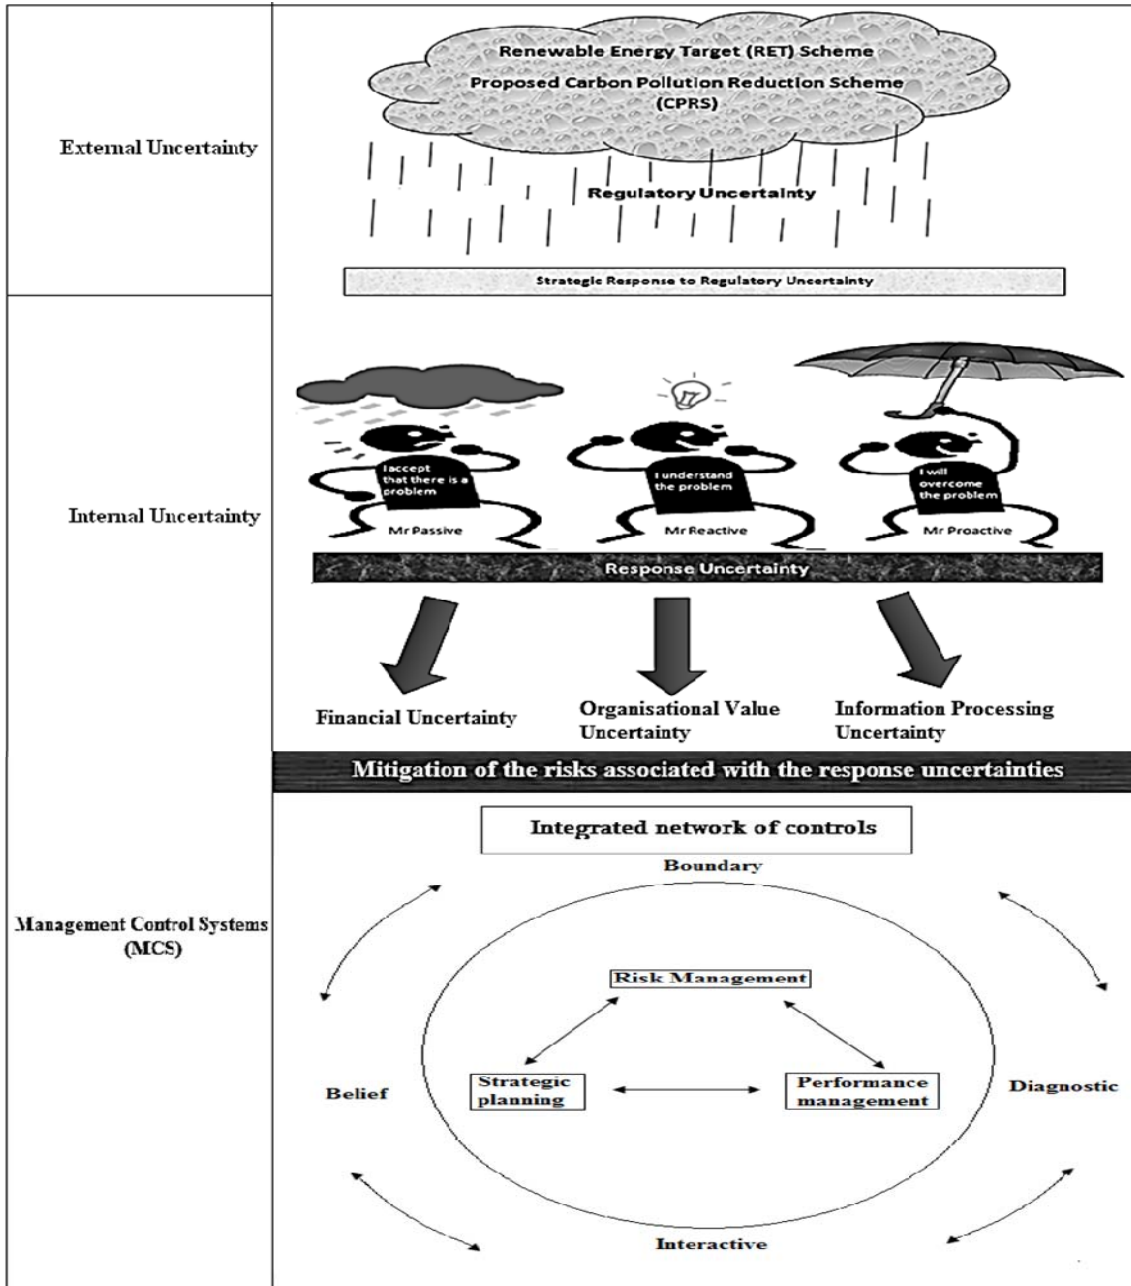 Renewable Energy Target (RET) Scheme
Proposed Carbon Pollution Reduction Scheme
(CPRS)
External Uncertainty
Regulatory Uncertainty
Strategic Response to Regulatory Uncertainty
Internal Uncertainty
I accept
that there is a
problem
Mr Passive
I understand
the problem
Mr Reactive
I will
overcome
the problem
Mr Proactive
Response Uncertainty
Financial Uncertainty
Organisational Value
Uncertainty
Information Processing
Uncertainty
Mitigation of the risks associated with the response uncertainties
Management Control Systems
(MCS)
Integrated network of controls
Boundary
Risk Management
Belief
Strategic
planning
Performance
management
Diagnostic
Interactive